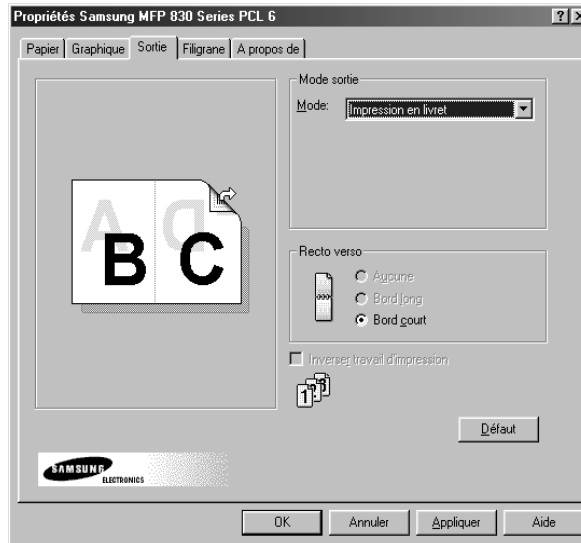 Propriétés Samsung MFP 830 Series PCL 6
Papier Graphique Sortie Filigrane A propos de
Mode sortie
Mode: Impression en livret
A D
B C
Recto verso
Aucune
Bord long
Bord court
Inverser travail d'impression
1
Défaut
SAMSUNG
ELECTRONICS
OK Annuler Appliquer Aide